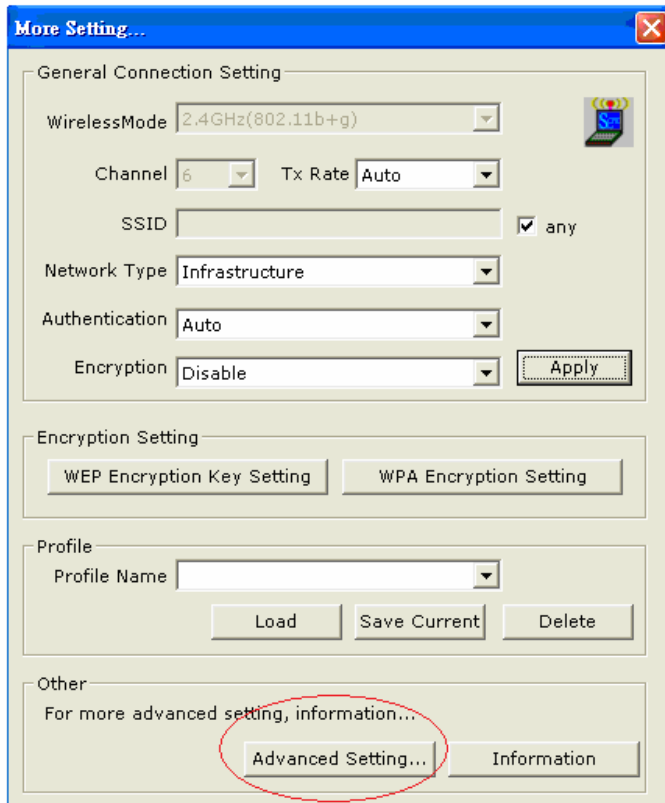 More Setting...
General Connection Setting
WirelessMode 2.4GHz(802.11b+g)
Channel 6 Tx Rate Auto
SSID any
Network Type Infrastructure
Authentication Auto
Encryption Disable Apply
Encryption Setting
WEP Encryption Key Setting WPA Encryption Setting
Profile
Profile Name
Load Save Current Delete
Other
For more advanced setting, information...
Advanced Setting... Information